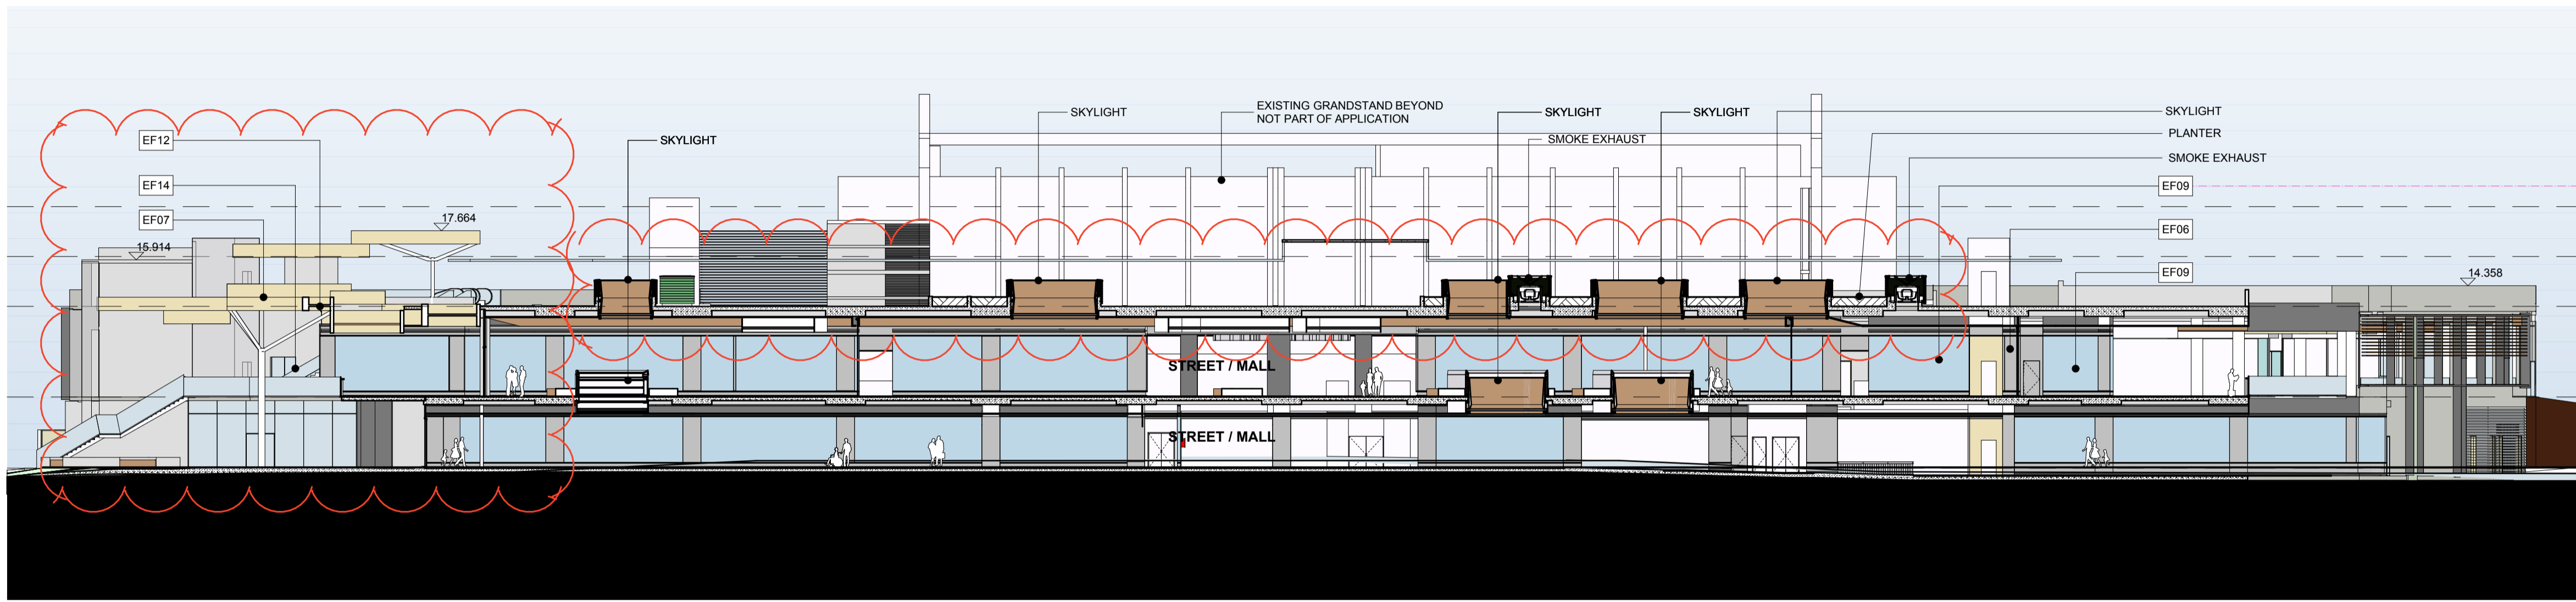 EXISTING GRANDSTAND BEYOND
NOT PART OF APPLICATION
SKYLIGHT
SKYLIGHT
SKYLIGHT
SKYLIGHT
PLANTER
EF12
SKYLIGHT
SMOKE EXHAUST
SMOKE EXHAUST
EF14
EF09
EF07
17.664
EF06
15.914
EF09
14.358
STREET / MALL
STREET / MALL